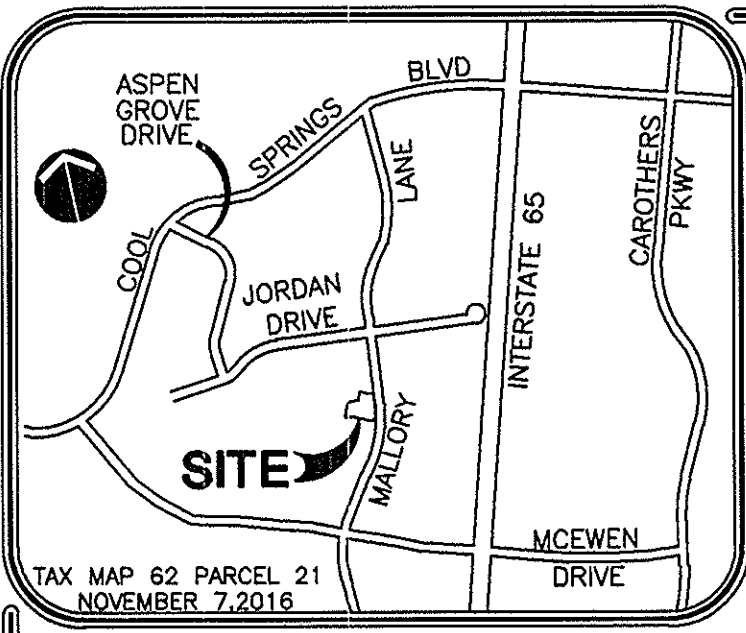 ASPEN
GROVE
DRIVE
COOL
SPRINGS
BLVD
LANE
INTERSTATE 65
CAROTHERS
PKWY
JORDAN
DRIVE
SITE
MALLORY
MCEWEN
DRIVE
TAX MAP 62 PARCEL 21
NOVEMBER 7,2016